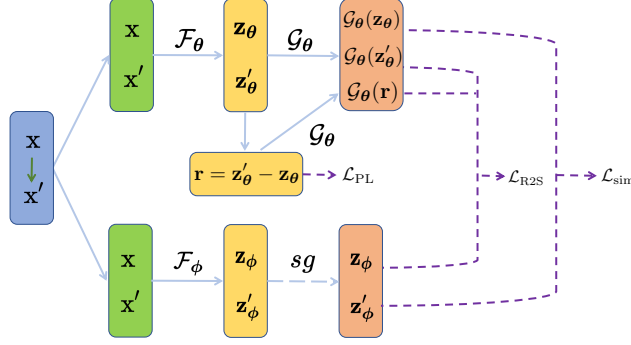 x
x′
x
x′
𝓕_θ
z_θ
z′_θ
𝓖_θ
𝓖_θ(z_θ)
𝓖_θ(z′_θ)
𝓖_θ(r)
𝓖_θ
r = z′_θ − z_θ
ℒ_PL
ℒ_R2S
ℒ_sim
x
x′
𝓕_ϕ
z_ϕ
z′_ϕ
sg
z_ϕ
z′_ϕ